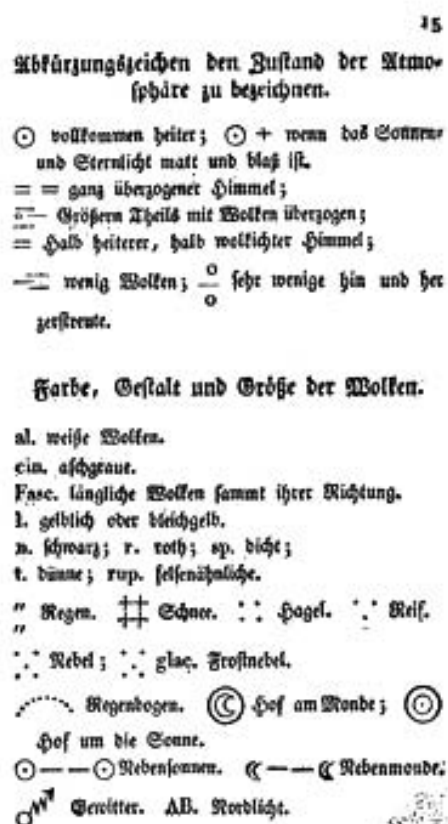 15
Abkürzungszeichen den Zustand der Atmo-
sphäre zu bezeichnen.
☉ vollkommen heiter; ☉ + wenn das Sonnen-
und Sternlicht matt und blaß ist.
= = ganz überzogener Himmel;
Größern Theils mit Wolken überzogen;
= Halb heiterer, halb wolkichter Himmel;
wenig Wolken; sehr wenige hin und her
zerstreute.
Farbe, Gestalt und Größe der Wolken.
al. weiße Wolken.
cin. aschgraue.
Fasc. längliche Wolken sammt ihrer Richtung.
l. gelblich oder bleichgelb.
n. schwarz; r. roth; sp. dicht;
t. dünne; rup. felsenähnliche.
Regen. Schnee. Hagel. Reif.
Nebel; glac. Frostnebel.
Regenbogen. Hof am Monde;
Hof um die Sonne.
☉——☉ Nebensonnen. ☾——☾ Nebenmonde.
Gewitter. AB. Nordlicht.